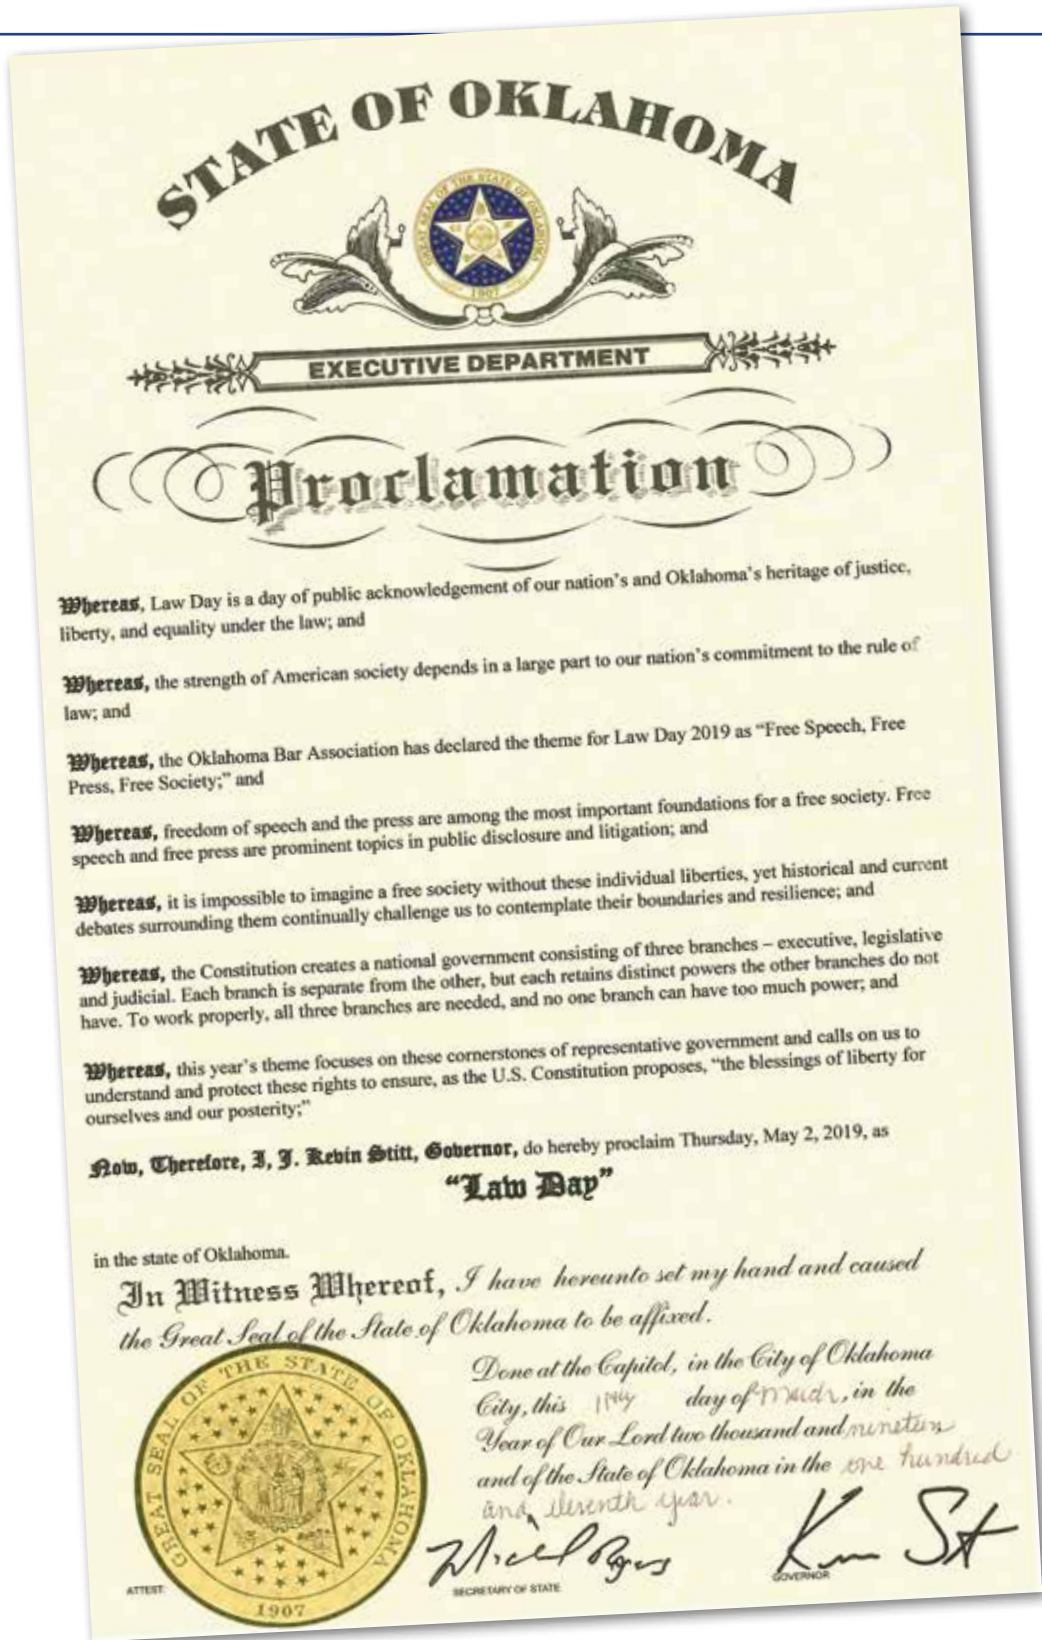 STATE OF OKLAHOMA
GREAT SEAL OF THE STATE OF OKLAHOMA
1907
EXECUTIVE DEPARTMENT
Proclamation
Whereas, Law Day is a day of public acknowledgement of our nation's and Oklahoma's heritage of justice,
liberty, and equality under the law; and
Whereas, the strength of American society depends in a large part to our nation's commitment to the rule of
law; and
Whereas, the Oklahoma Bar Association has declared the theme for Law Day 2019 as “Free Speech, Free
Press, Free Society;” and
Whereas, freedom of speech and the press are among the most important foundations for a free society. Free
speech and free press are prominent topics in public disclosure and litigation; and
Whereas, it is impossible to imagine a free society without these individual liberties, yet historical and current
debates surrounding them continually challenge us to contemplate their boundaries and resilience; and
Whereas, the Constitution creates a national government consisting of three branches – executive, legislative
and judicial. Each branch is separate from the other, but each retains distinct powers the other branches do not
have. To work properly, all three branches are needed, and no one branch can have too much power; and
Whereas, this year's theme focuses on these cornerstones of representative government and calls on us to
understand and protect these rights to ensure, as the U.S. Constitution proposes, “the blessings of liberty for
ourselves and our posterity;”
Now, Therefore, I, J. Kevin Stitt, Governor, do hereby proclaim Thursday, May 2, 2019, as
“Law Day”
in the state of Oklahoma.
In Witness Whereof, I have hereunto set my hand and caused
the Great Seal of the State of Oklahoma to be affixed.
Done at the Capitol, in the City of Oklahoma
City, this day of March, in the
Year of Our Lord two thousand and nineteen
and of the State of Oklahoma in the one hundred
and eleventh year.
GREAT SEAL OF THE STATE OF OKLAHOMA
1907
ATTEST:
SECRETARY OF STATE
GOVERNOR